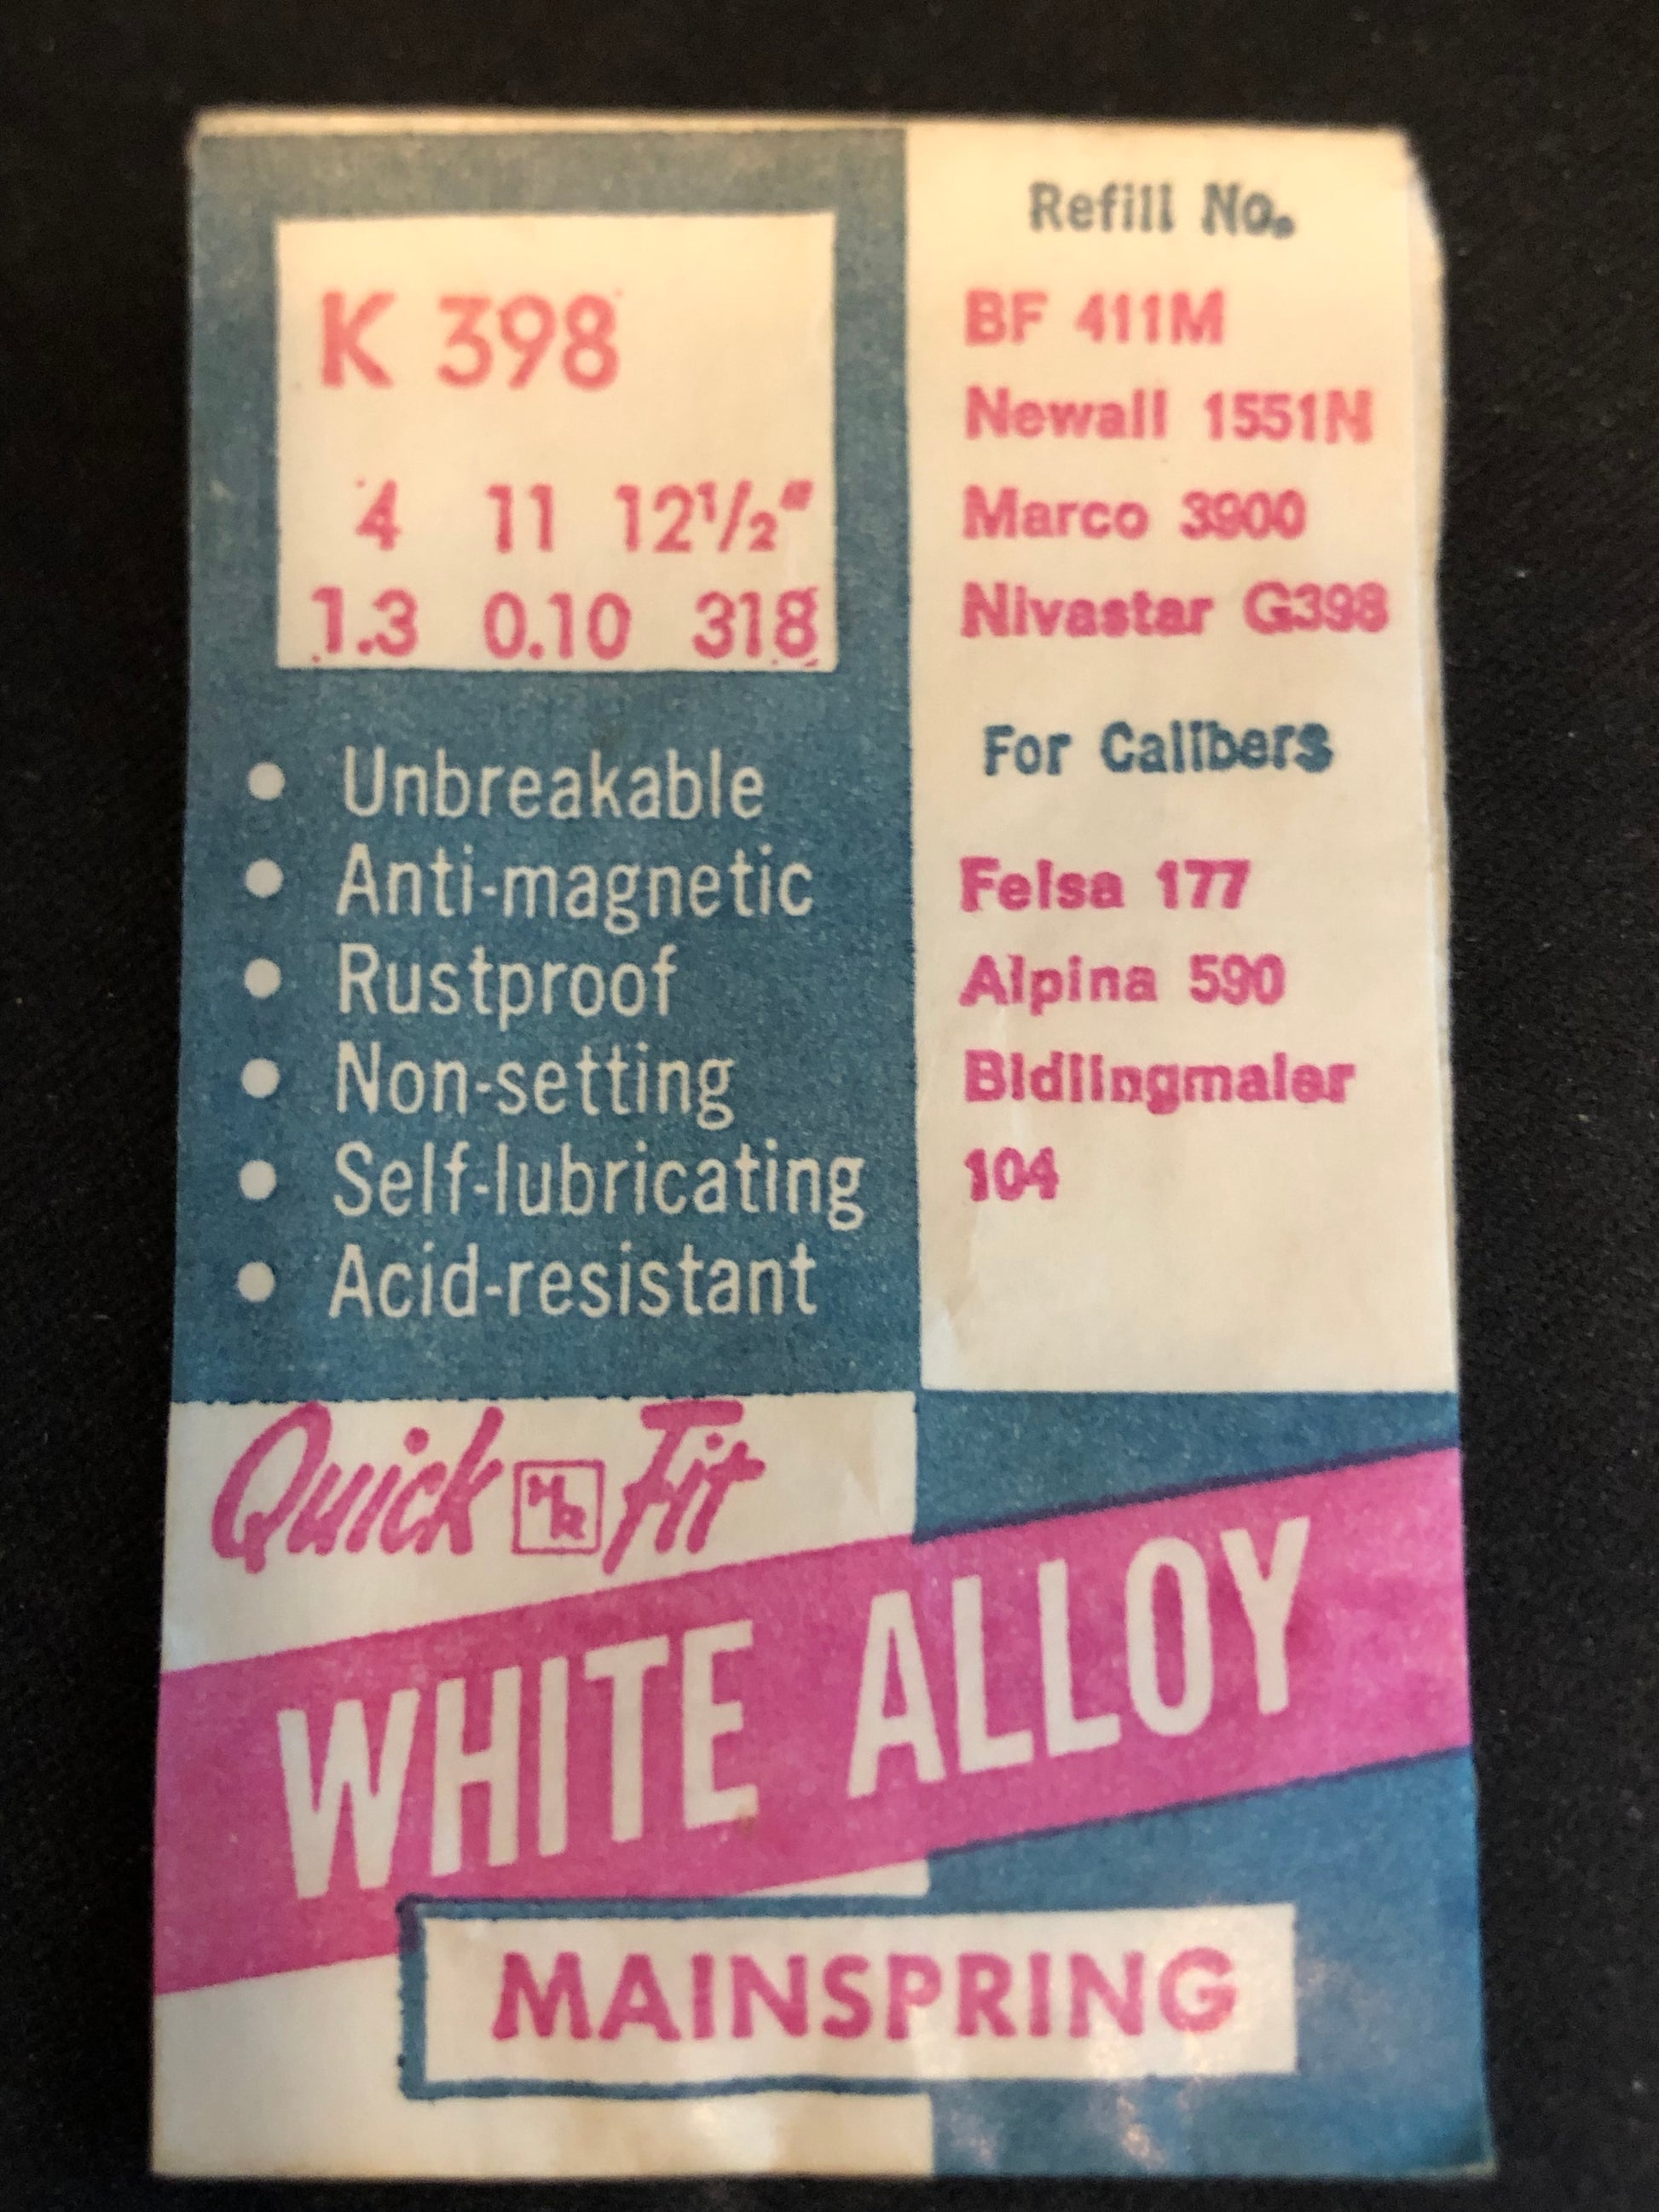 K 398
4 11 12½"
1.3 0.10 318
• Unbreakable
• Anti-magnetic
• Rustproof
• Non-setting
• Self-lubricating
• Acid-resistant
Refill No.
BF 411M
Newall 1551N
Marco 3900
Nivastar G398
For Calibers
Felsa 177
Alpina 590
Bidlingmaier
104
Quick HR Fit
WHITE ALLOY
MAINSPRING